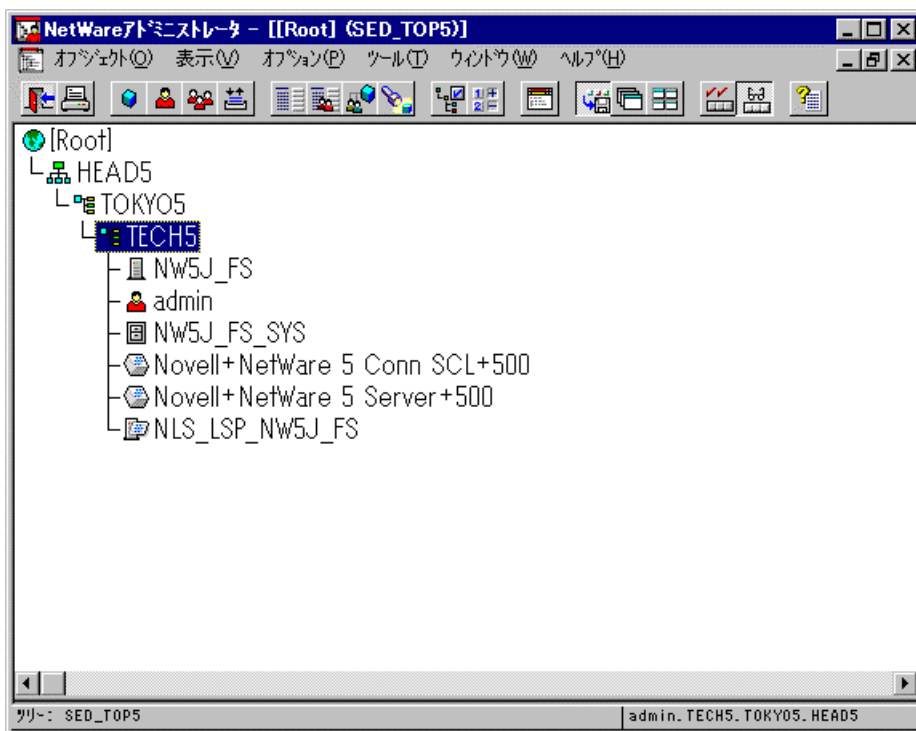 NetWareｱﾄﾞﾐﾆｽﾄﾚｰﾀ - [[Root] (SED_TOP5)]
ｵﾌﾞｼﾞｪｸﾄ(O) 表示(V) ｵﾌﾟｼｮﾝ(P) ﾂｰﾙ(T) ｳｨﾝﾄﾞｳ(W) ﾍﾙﾌﾟ(H)
[Root]
HEAD5
TOKYO5
TECH5
NW5J_FS
admin
NW5J_FS_SYS
Novell+NetWare 5 Conn SCL+500
Novell+NetWare 5 Server+500
NLS_LSP_NW5J_FS
ﾂﾘｰ: SED_TOP5 admin.TECH5.TOKYO5.HEAD5